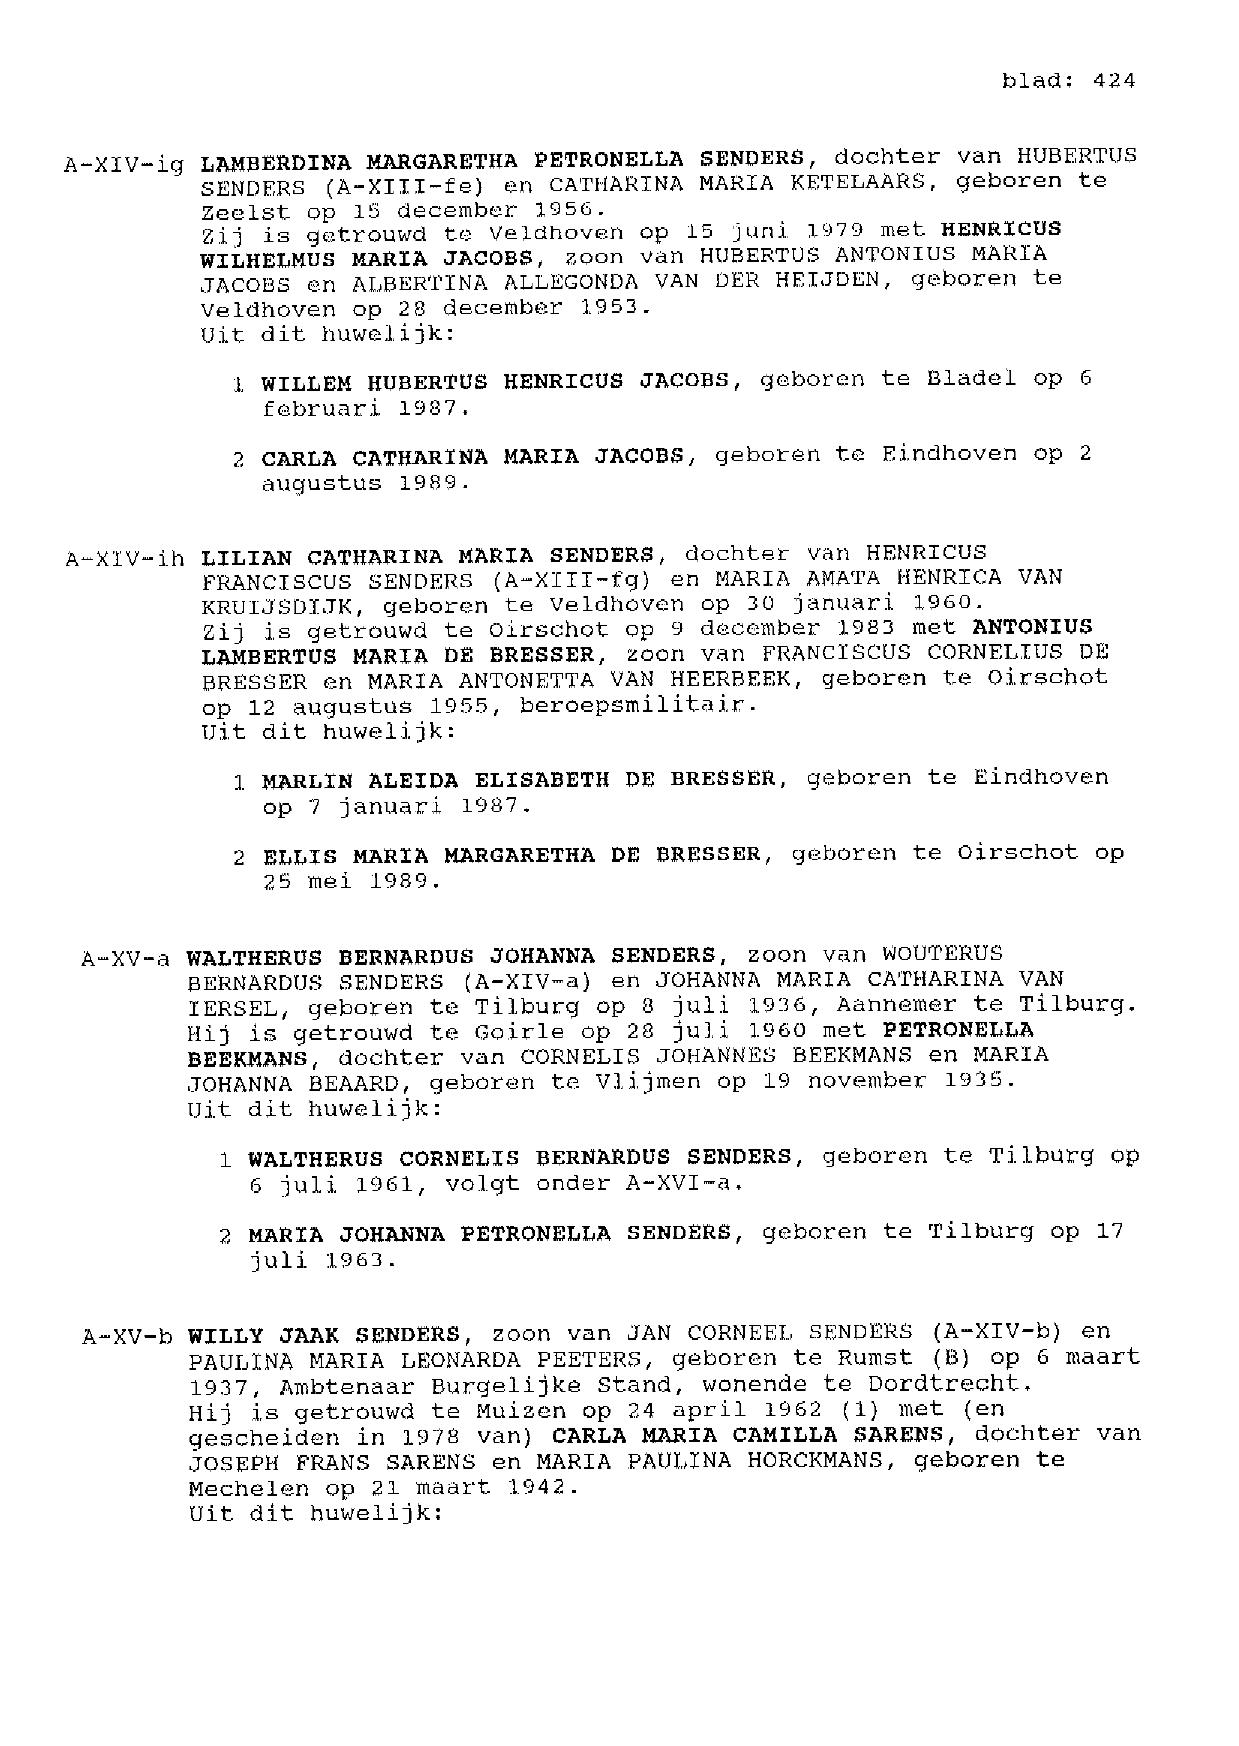 blad: 424
A-XIV-ig LAMBERDINA MARGARETHA PETRONELLA SENDERS, dochter van HUBERTUS
SENDERS (A-XIII-fe) en CATHARINA MARIA KETELAARS, geboren te
Zeelst op 15 december 1956.
Zij is getrouwd te Veldhoven op 15 juni 1979 met HENRICUS
WILHELMUS MARIA JACOBS, zoon van HUBERTUS ANTONIUS MARIA
JACOBS en ALBERTINA ALLEGONDA VAN DER HEIJDEN, geboren te
Veldhoven op 28 december 1953.
Uit dit huwelijk:
1 WILLEM HUBERTUS HENRICUS JACOBS, geboren te Bladel op 6
februari 1987.
2 CARLA CATHARINA MARIA JACOBS, geboren te Eindhoven op 2
augustus 1989.
A-XIV-ih LILIAN CATHARINA MARIA SENDERS, dochter van HENRICUS
FRANCISCUS SENDERS (A-XIII-fg) en MARIA AMATA HENRICA VAN
KRUIJSDIJK, geboren te Veldhoven op 30 januari 1960.
Zij is getrouwd te Oirschot op 9 december 1983 met ANTONIUS
LAMBERTUS MARIA DE BRESSER, zoon van FRANCISCUS CORNELIUS DE
BRESSER en MARIA ANTONETTA VAN HEERBEEK, geboren te Oirschot
op 12 augustus 1955, beroepsmilitair.
Uit dit huwelijk:
1 MARLIN ALEIDA ELISABETH DE BRESSER, geboren te Eindhoven
op 7 januari 1987.
2 ELLIS MARIA MARGARETHA DE BRESSER, geboren te Oirschot op
25 mei 1989.
A-XV-a WALTHERUS BERNARDUS JOHANNA SENDERS, zoon van WOUTERUS
BERNARDUS SENDERS (A-XIV-a) en JOHANNA MARIA CATHARINA VAN
IERSEL, geboren te Tilburg op 8 juli 1936, Aannemer te Tilburg.
Hij is getrouwd te Goirle op 28 juli 1960 met PETRONELLA
BEEKMANS, dochter van CORNELIS JOHANNES BEEKMANS en MARIA
JOHANNA BEAARD, geboren te Vlijmen op 19 november 1935.
Uit dit huwelijk:
1 WALTHERUS CORNELIS BERNARDUS SENDERS, geboren te Tilburg op
6 juli 1961, volgt onder A-XVI-a.
2 MARIA JOHANNA PETRONELLA SENDERS, geboren te Tilburg op 17
juli 1963.
A-XV-b WILLY JAAK SENDERS, zoon van JAN CORNEEL SENDERS (A-XIV-b) en
PAULINA MARIA LEONARDA PEETERS, geboren te Rumst (B) op 6 maart
1937, Ambtenaar Burgelijke Stand, wonende te Dordtrecht.
Hij is getrouwd te Muizen op 24 april 1962 (1) met (en
gescheiden in 1978 van) CARLA MARIA CAMILLA SARENS, dochter van
JOSEPH FRANS SARENS en MARIA PAULINA HORCKMANS, geboren te
Mechelen op 21 maart 1942.
Uit dit huwelijk: